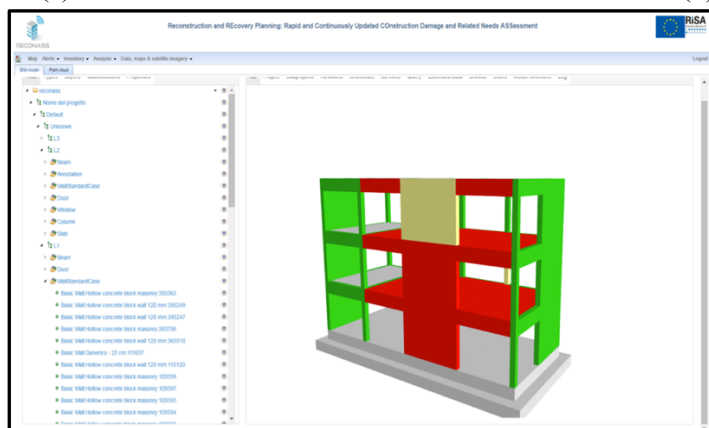 RECONASS
Reconstruction and REcovery Planning: Rapid and Continuously Updated COnstruction Damage and Related Needs ASSessment
RiSA
Map Alerts Inventory Analysis Data, maps & satellite imagery Logout
BIM model Point cloud
reconass
Nome del progetto
Default
Unknown
L3
L2
Beam
Annotation
WallStandardCase
Door
Window
Column
Slab
L1
Beam
Door
WallStandardCase
Basic Wall:Hollow concrete block masonry:395365
Basic Wall:Hollow concrete block wall 120 mm:395249
Basic Wall:Hollow concrete block wall 120 mm:395247
Basic Wall:Hollow concrete block masonry:383706
Basic Wall:Hollow concrete block wall 120 mm:365510
Basic Wall:Generico - 25 cm:111657
Basic Wall:Hollow concrete block wall 120 mm:110120
Basic Wall:Hollow concrete block masonry:109099
Basic Wall:Hollow concrete block masonry:109097
Basic Wall:Hollow concrete block masonry:109095
Basic Wall:Hollow concrete block masonry:109094